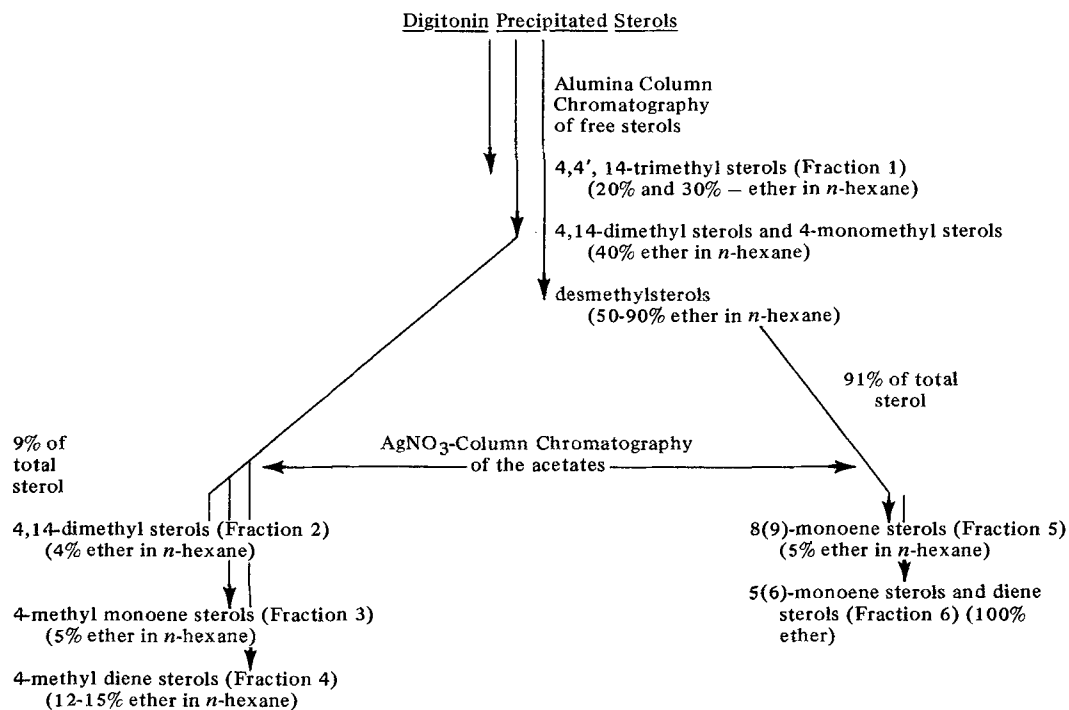 Digitonin Precipitated Sterols
Alumina Column
Chromatography
of free sterols
4,4', 14-trimethyl sterols (Fraction 1)
(20% and 30% – ether in n-hexane)
4,14-dimethyl sterols and 4-monomethyl sterols
(40% ether in n-hexane)
desmethylsterols
(50-90% ether in n-hexane)
91% of total
sterol
9% of
total
sterol
AgNO3-Column Chromatography
of the acetates
4,14-dimethyl sterols (Fraction 2)
(4% ether in n-hexane)
4-methyl monoene sterols (Fraction 3)
(5% ether in n-hexane)
4-methyl diene sterols (Fraction 4)
(12-15% ether in n-hexane)
8(9)-monoene sterols (Fraction 5)
(5% ether in n-hexane)
5(6)-monoene sterols and diene
sterols (Fraction 6) (100%
ether)